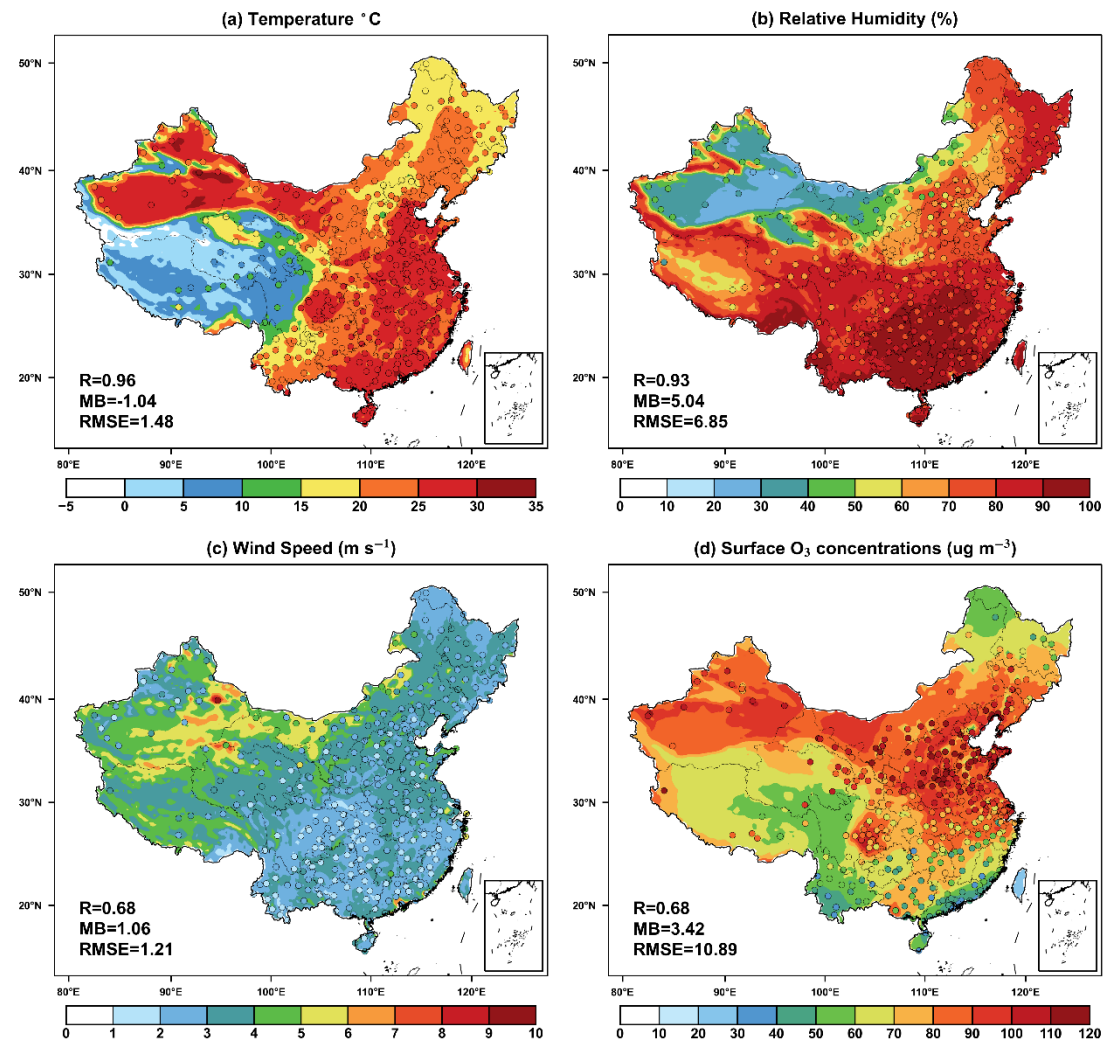 (a) Temperature °C
50°N
40°N
30°N
20°N
R=0.96
MB=-1.04
RMSE=1.48
80°E 90°E 100°E 110°E 120°E
−5 0 5 10 15 25 30 35
(b) Relative Humidity (%)
50°N
40°N
30°N
20°N
R=0.93
MB=5.04
RMSE=6.85
80°E 90°E 100°E 110°E 120°E
0 10 20 30 40 50 60 70 80 90 100
(c) Wind Speed (m s⁻¹)
50°N
40°N
30°N
20°N
R=0.68
MB=1.06
RMSE=1.21
80°E 90°E 100°E 110°E 120°E
0 1 2 3 4 5 6 7 8 9 10
(d) Surface O₃ concentrations (ug m⁻³)
50°N
40°N
30°N
20°N
R=0.68
MB=3.42
RMSE=10.89
80°E 90°E 100°E 110°E 120°E
0 10 20 30 40 50 60 70 80 90 100 110 120